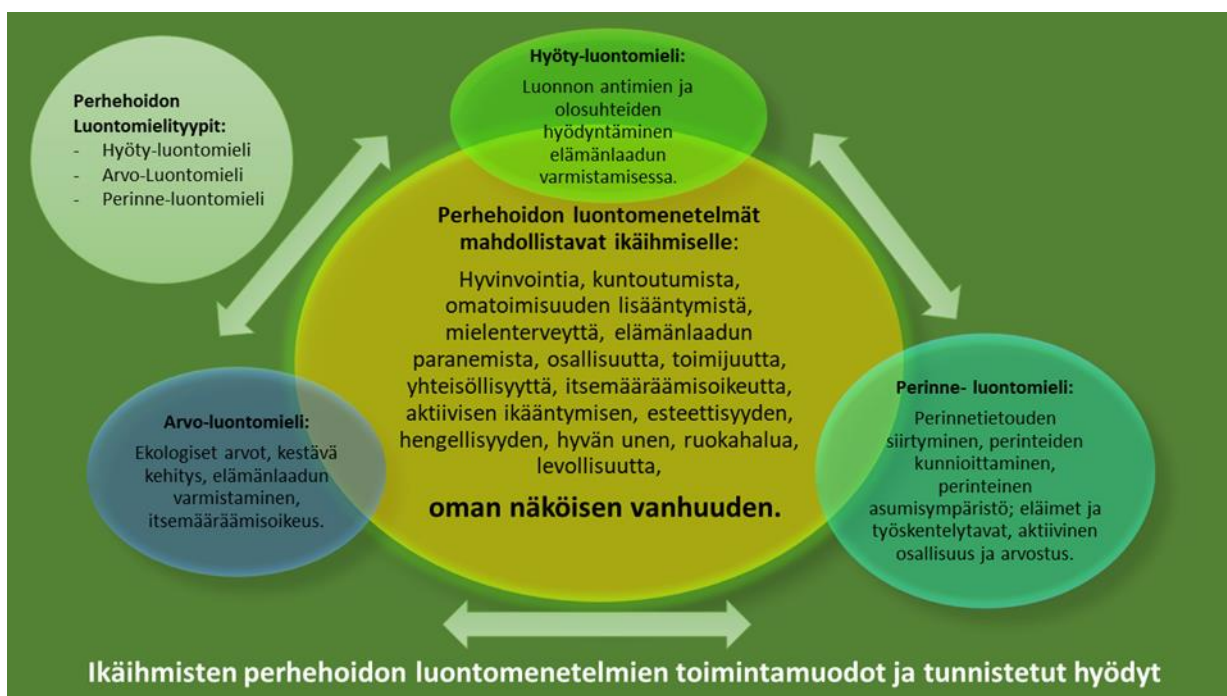 Perhehoidon
Luontomielityypit:
- Hyöty-luontomieli
- Arvo-Luontomieli
- Perinne-luontomieli
Hyöty-luontomieli:
Luonnon antimien ja
olosuhteiden
hyödyntäminen
elämänlaadun
varmistamisessa.
Perhehoidon luontomenetelmät
mahdollistavat ikäihmiselle:
Hyvinvointia, kuntoutumista,
omatoimisuuden lisääntymistä,
mielenterveyttä, elämänlaadun
paranemista, osallisuutta, toimijuutta,
yhteisöllisyyttä, itsemääräämisoikeutta,
aktiivisen ikääntymisen, esteettisyyden,
hengellisyyden, hyvän unen, ruokahalua,
levollisuutta,
oman näköisen vanhuuden.
Arvo-luontomieli:
Ekologiset arvot, kestävä
kehitys, elämänlaadun
varmistaminen,
itsemääräämisoikeus.
Perinne- luontomieli:
Perinnetietouden
siirtyminen, perinteiden
kunnioittaminen,
perinteinen
asumisympäristö; eläimet ja
työskentelytavat, aktiivinen
osallisuus ja arvostus.
Ikäihmisten perhehoidon luontomenetelmien toimintamuodot ja tunnistetut hyödyt